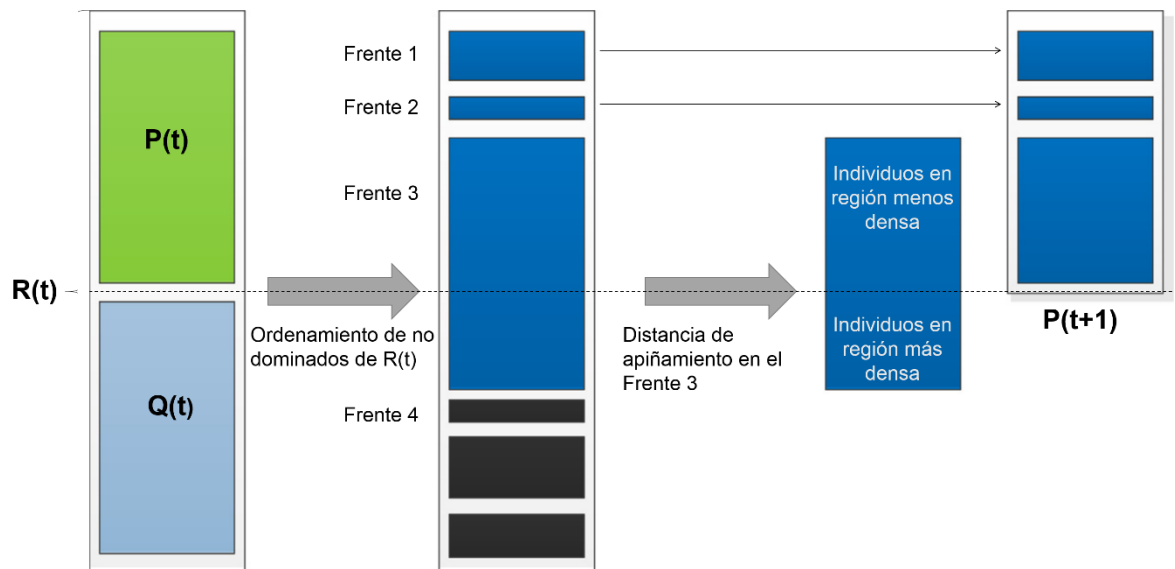 P(t)
R(t)
Q(t)
Ordenamiento de no
dominados de R(t)
Frente 1
Frente 2
Frente 3
Frente 4
Distancia de
apiñamiento en el
Frente 3
Individuos en
región menos
densa
Individuos en
región más
densa
P(t+1)